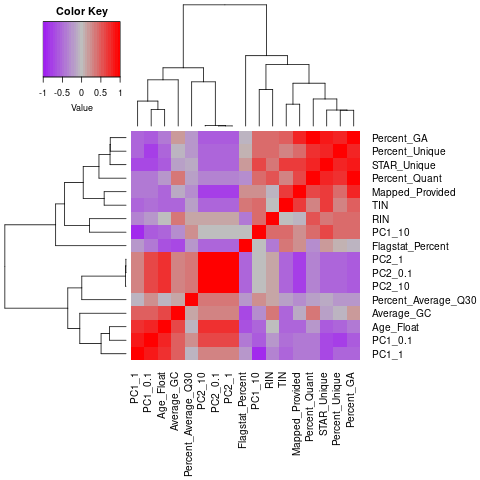 Color Key
-1 -0.5 0 0.5 1
Value
Percent_GA
Percent_Unique
STAR_Unique
Percent_Quant
Mapped_Provided
TIN
RIN
PC1_10
Flagstat_Percent
PC2_1
PC2_0.1
PC2_10
Percent_Average_Q30
Average_GC
Age_Float
PC1_0.1
PC1_1
PC1_1
PC1_0.1
Age_Float
Average_GC
Percent_Average_Q30
PC2_10
PC2_0.1
PC2_1
Flagstat_Percent
PC1_10
RIN
TIN
Mapped_Provided
Percent_Quant
STAR_Unique
Percent_Unique
Percent_GA